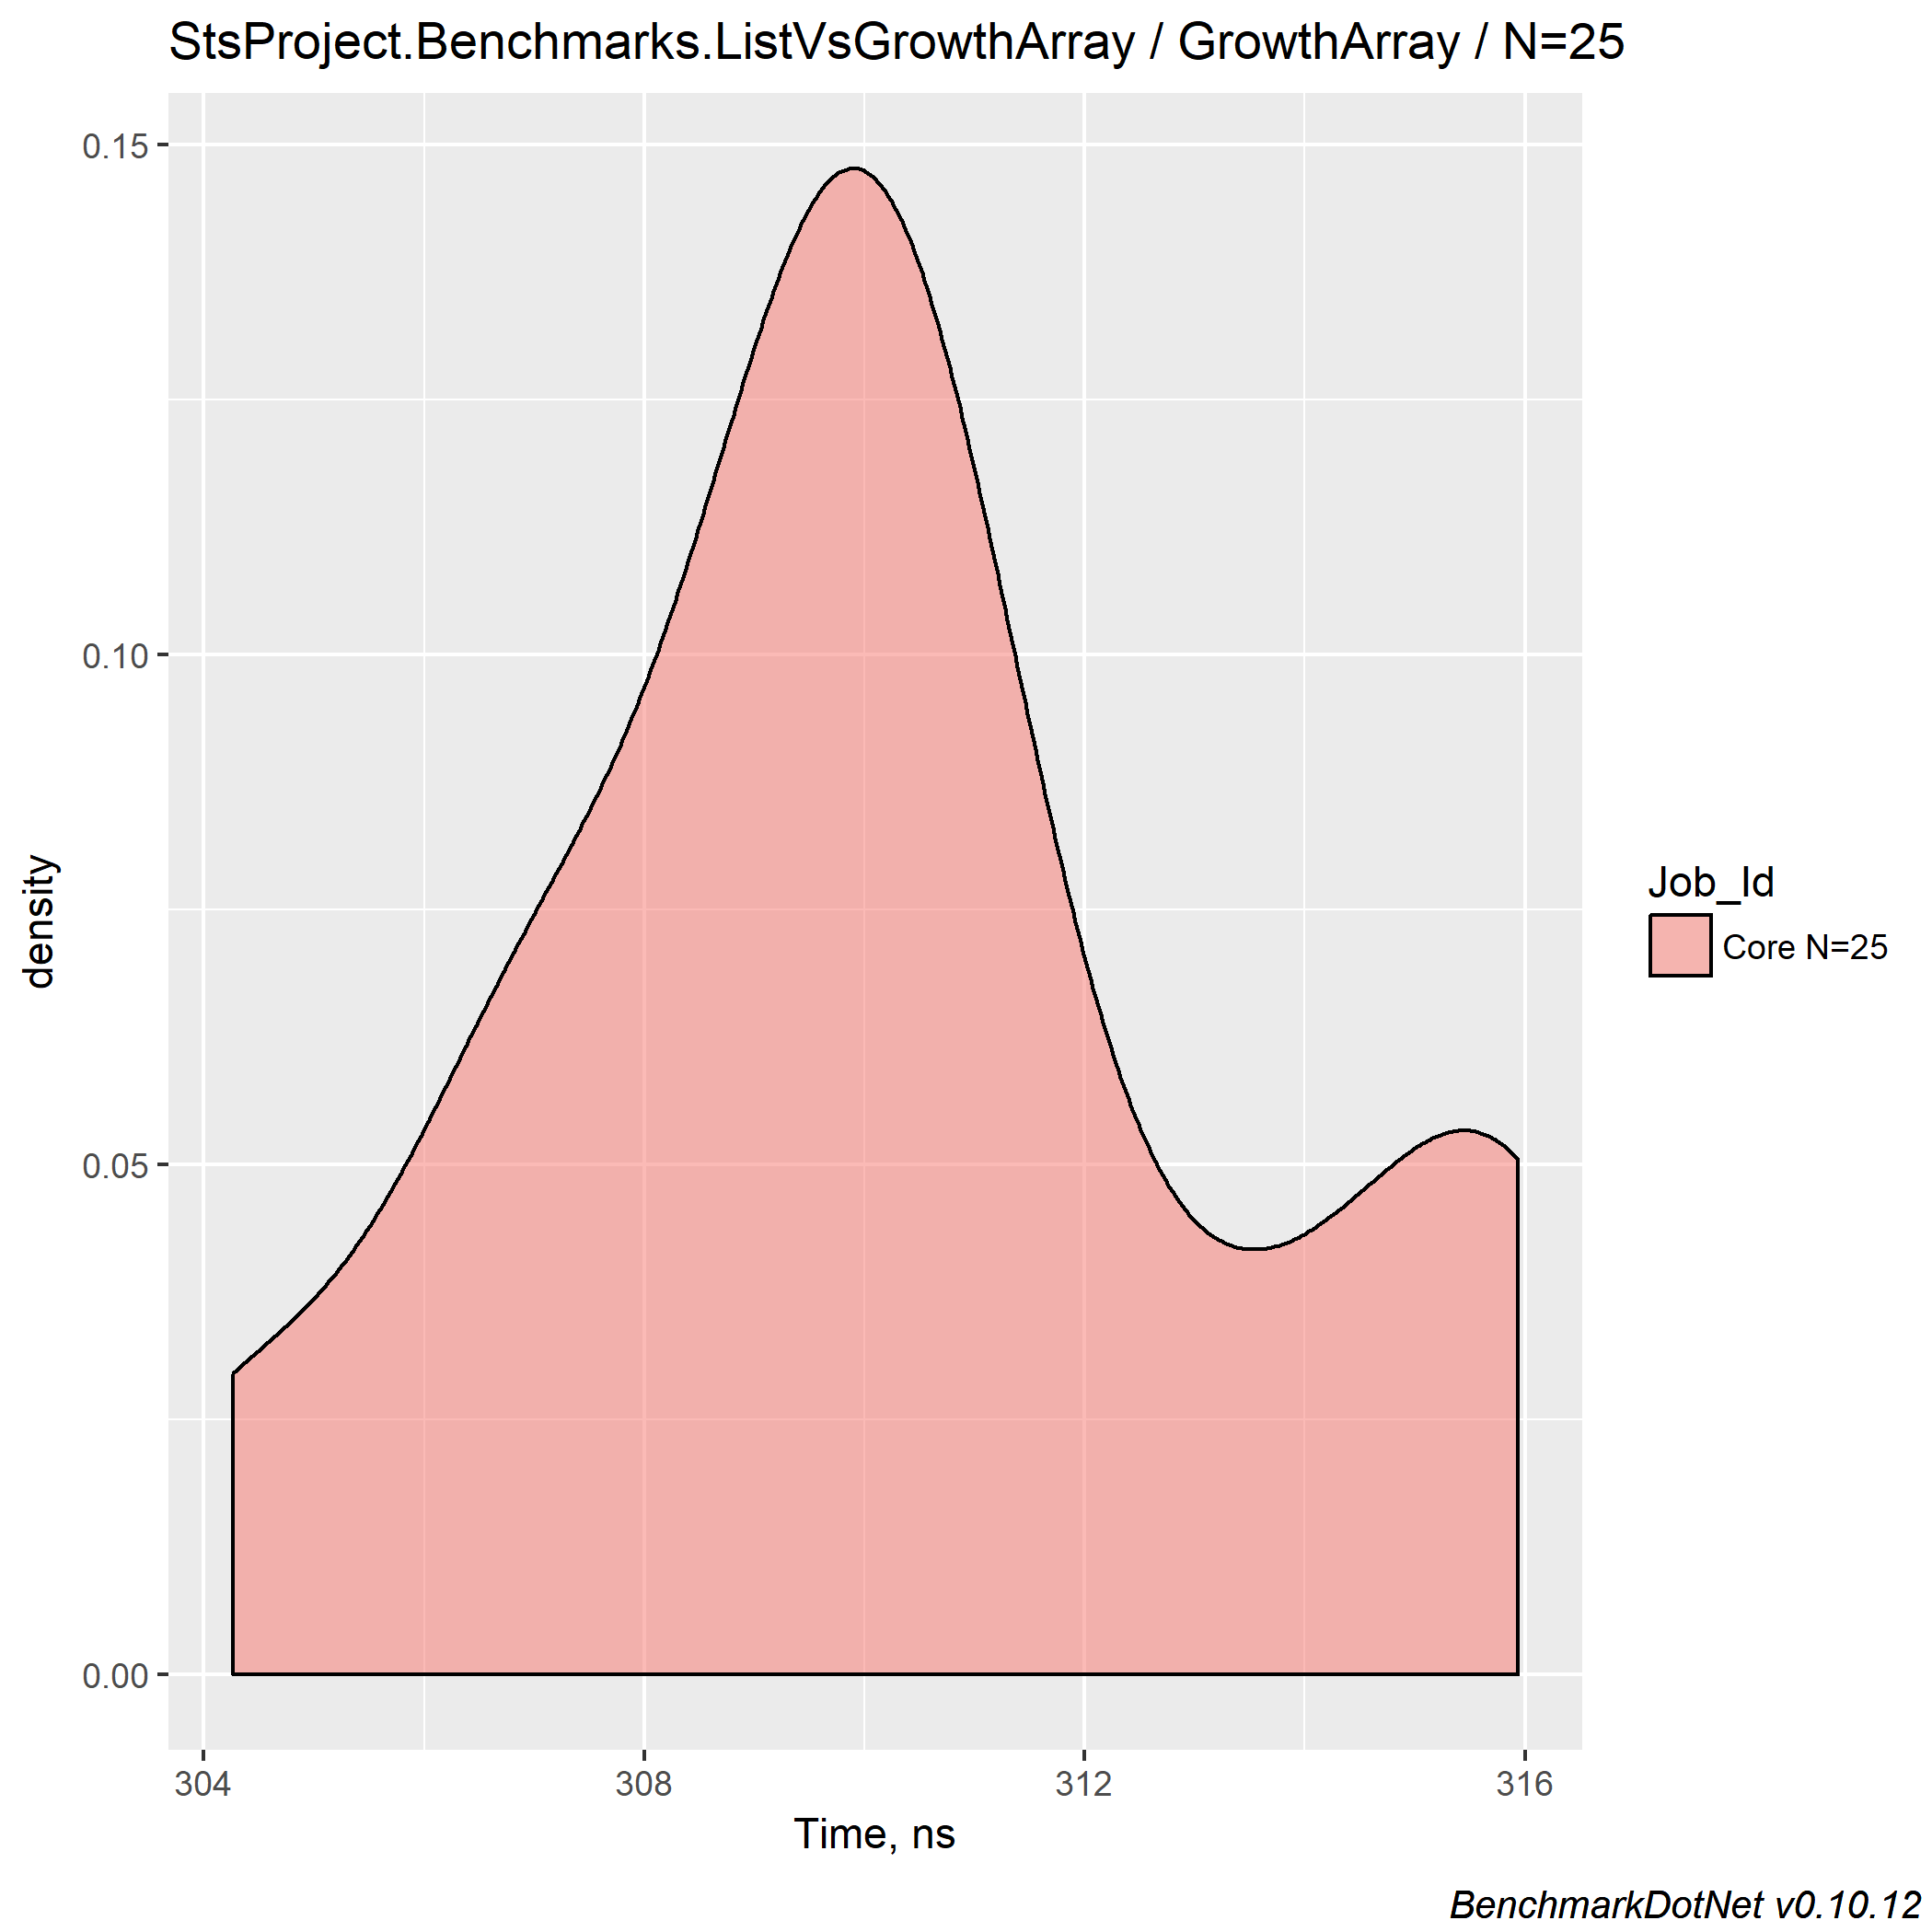 StsProject.Benchmarks.ListVsGrowthArray / GrowthArray / N=25
0.15
0.10
0.05
0.00
density
304
308
312
316
Time, ns
Job_Id
Core N=25
BenchmarkDotNet v0.10.12